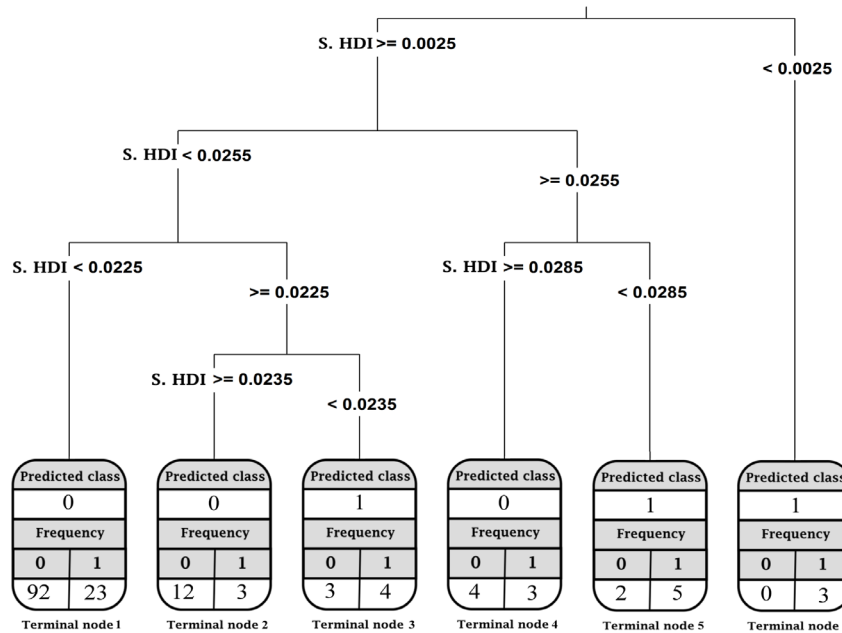 S. HDI >= 0.0025
< 0.0025
S. HDI < 0.0255
>= 0.0255
S. HDI < 0.0225
>= 0.0225
S. HDI >= 0.0285
< 0.0285
S. HDI >= 0.0235
< 0.0235
Predicted class Predicted class Predicted class Predicted class Predicted class Predicted class
0 0 1 0 1 1
Frequency Frequency Frequency Frequency Frequency Frequency
0 1 0 1 0 1 0 1 0 1 0 1
92 23 12 3 3 4 4 3 2 5 0 3
Terminal node 1 Terminal node 2 Terminal node 3 Terminal node 4 Terminal node 5 Terminal node